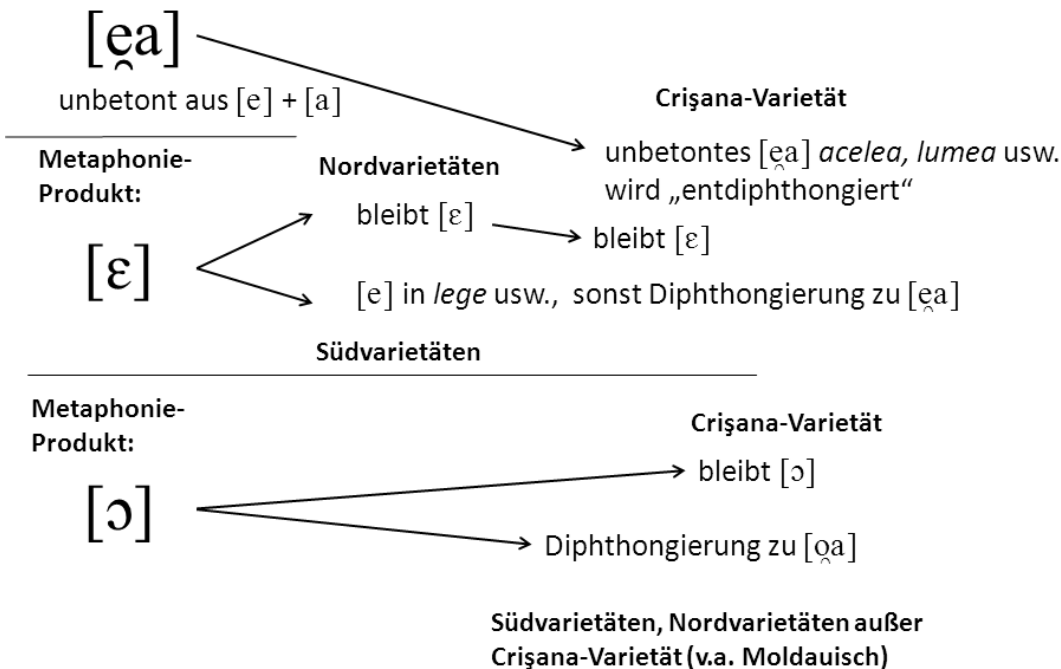 [e̯a]
unbetont aus [e] + [a]
Crişana-Varietät
unbetontes [e̯a] acelea, lumea usw.
wird „entdiphthongiert“
Metaphonie-
Produkt:
[ɛ]
Nordvarietäten
bleibt [ɛ]
bleibt [ɛ]
[e] in lege usw., sonst Diphthongierung zu [e̯a]
Südvarietäten
Metaphonie-
Produkt:
[ɔ]
Crişana-Varietät
bleibt [ɔ]
Diphthongierung zu [o̯a]
Südvarietäten, Nordvarietäten außer
Crişana-Varietät (v.a. Moldauisch)